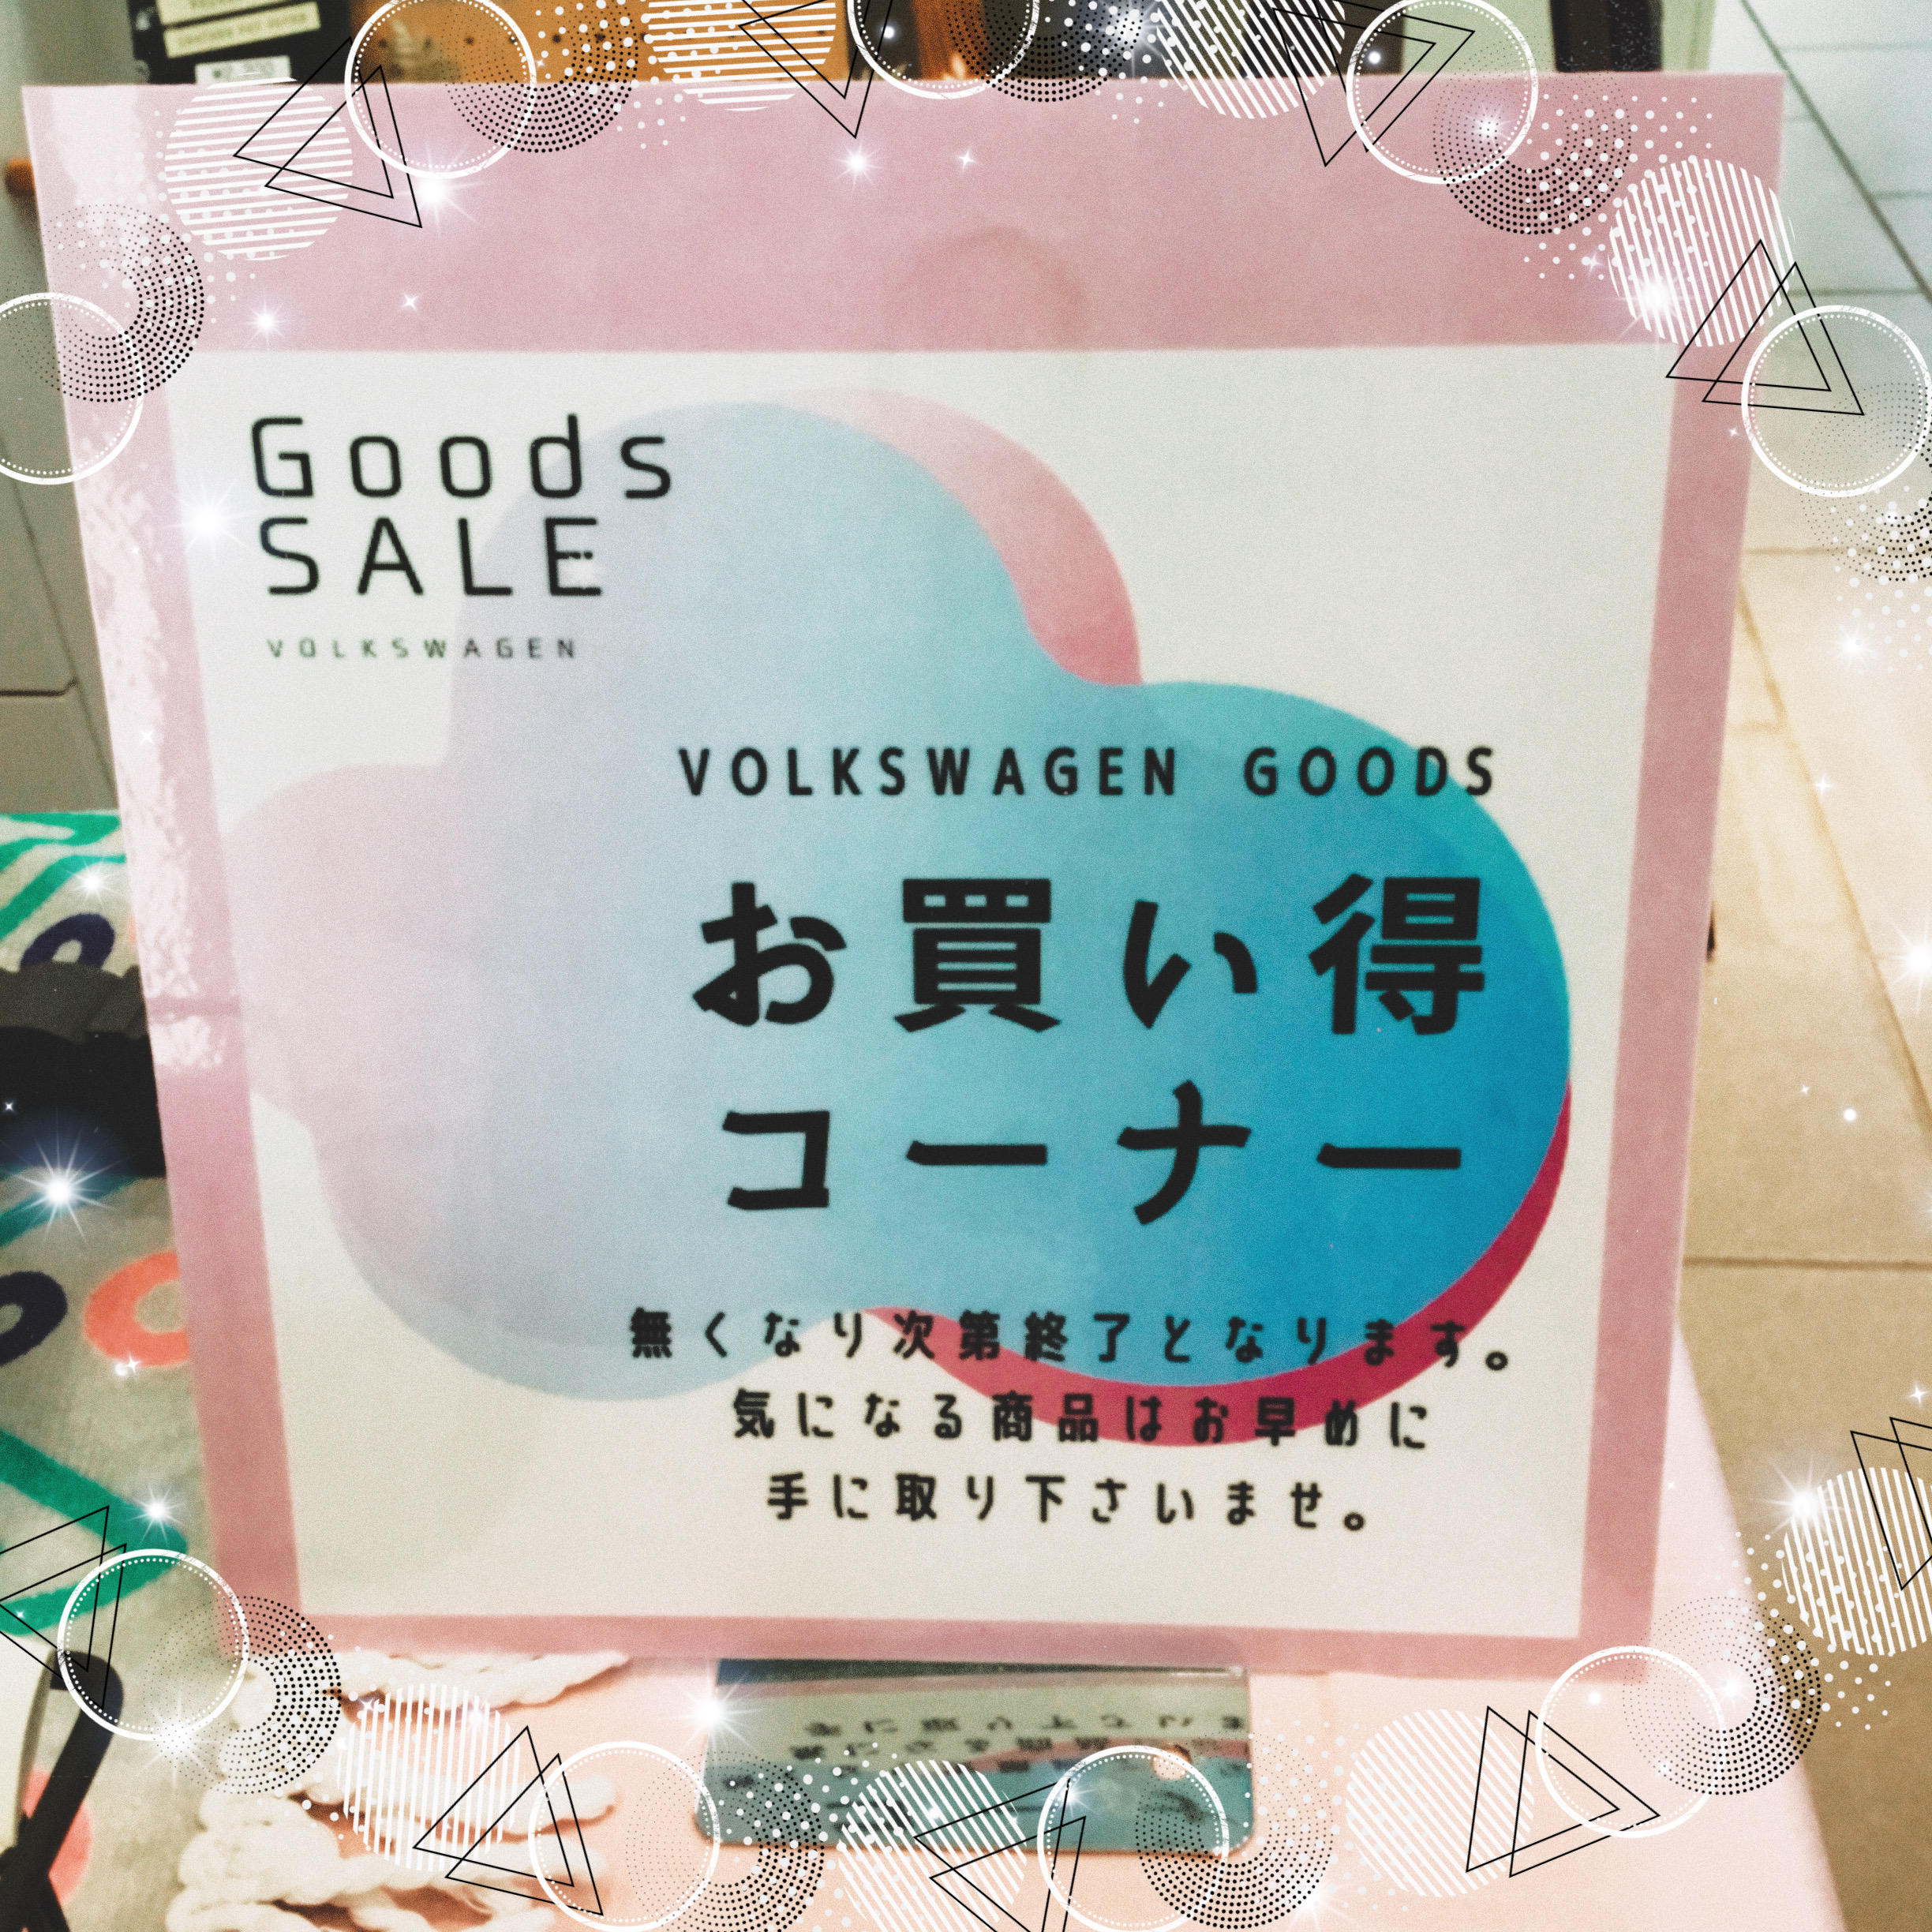 Goods
SALE
VOLKSWAGEN
VOLKSWAGEN GOODS
お買い得
コーナー
無くなり次第終了となります。
気になる商品はお早めに
手に取り下さいませ。